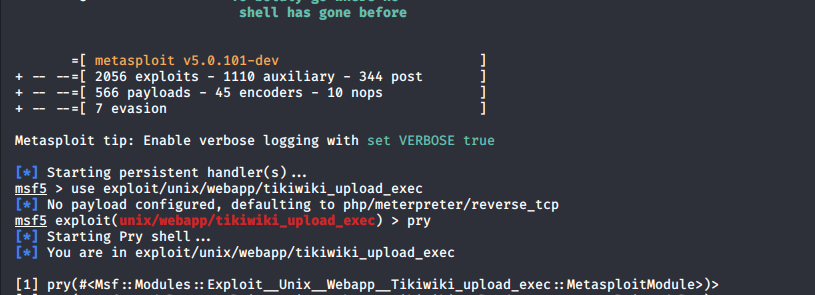 shell has gone before
=[ metasploit v5.0.101-dev ]
+ -- --=[ 2056 exploits - 1110 auxiliary - 344 post ]
+ -- --=[ 566 payloads - 45 encoders - 10 nops ]
+ -- --=[ 7 evasion ]
Metasploit tip: Enable verbose logging with set VERBOSE true
[*] Starting persistent handler(s)...
msf5 > use exploit/unix/webapp/tikiwiki_upload_exec
[*] No payload configured, defaulting to php/meterpreter/reverse_tcp
msf5 exploit(unix/webapp/tikiwiki_upload_exec) > pry
[*] Starting Pry shell...
[*] You are in exploit/unix/webapp/tikiwiki_upload_exec
[1] pry(#<Msf::Modules::Exploit__Unix__Webapp__Tikiwiki_upload_exec::MetasploitModule>)>